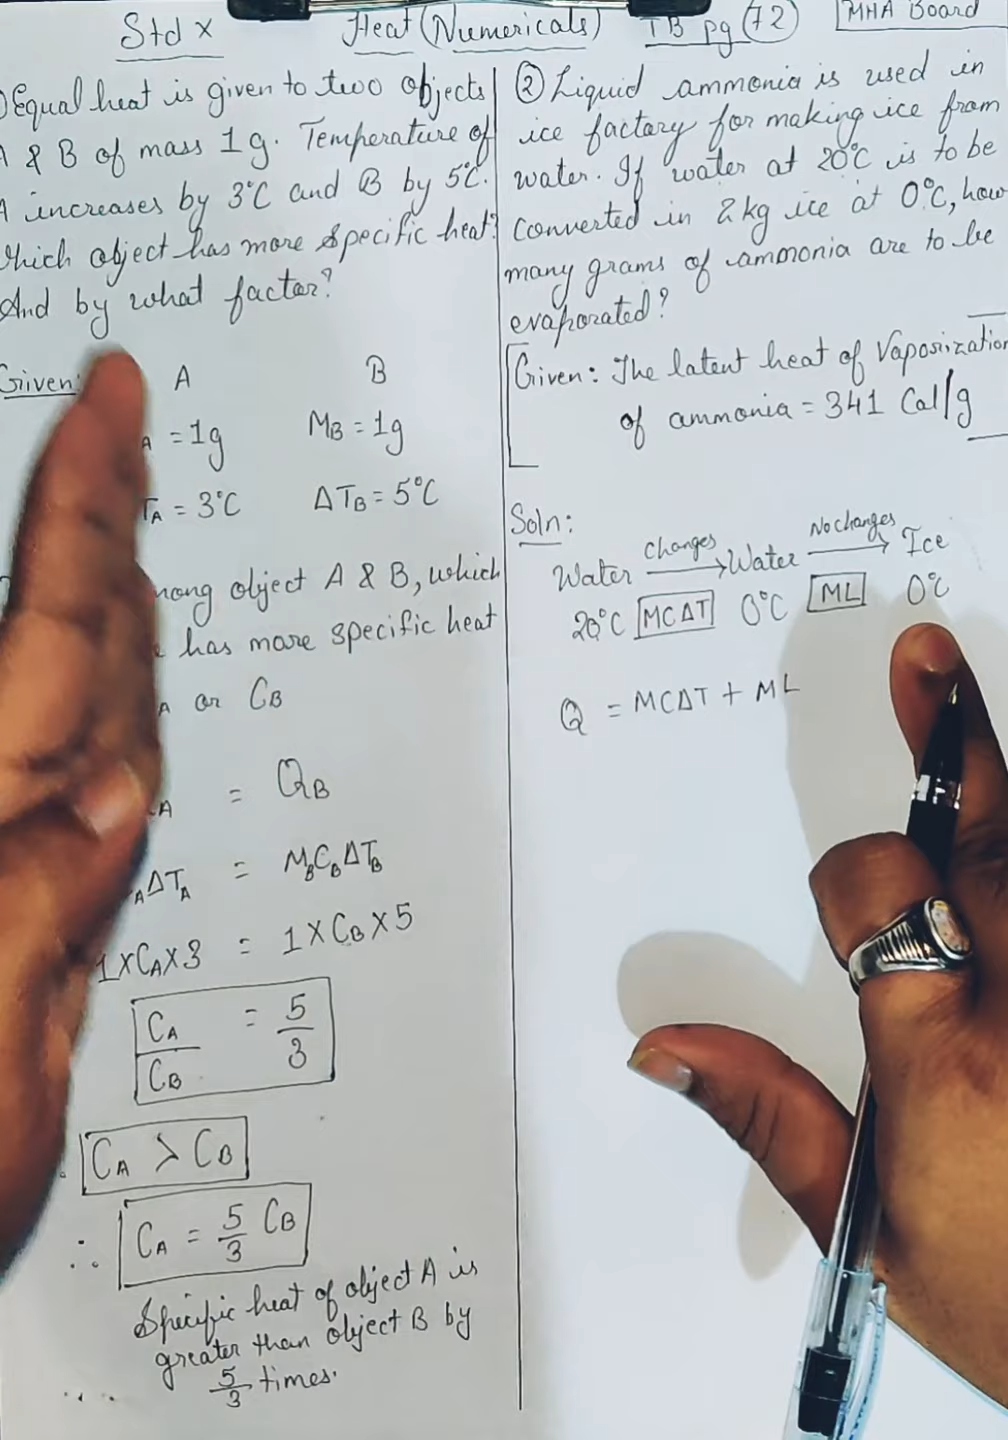 Std X Heat (Numericals) TB pg 72 MHA Board
Equal heat is given to two objects
A & B of mass 1g. Temperature of
A increases by 3°C and B by 5°C.
Which object has more specific heat?
And by what factor?
Given:
A B
A = 1g MB = 1g
TA = 3°C ΔTB = 5°C
among object A & B, which
has more specific heat
A or CB
A = QB
A ΔTA = MBCBΔTB
1×CA×3 = 1×CB×5
CA/CB = 5/3
CA > CB
∴ CA = 5/3 CB
Specific heat of object A is
greater than object B by
5/3 times.
② Liquid ammonia is used in
ice factory for making ice from
water. If water at 20°C is to be
converted in 2kg ice at 0°C, how
many grams of ammonia are to be
evaporated?
Given: The latent heat of Vaporization
of ammonia = 341 Cal/g
Soln:
Water Changes → Water No changes → Ice
20°C MCΔT 0°C ML 0°C
Q = MCΔT + ML